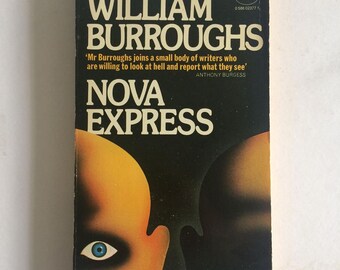 WILLIAM
BURROUGHS
'Mr Burroughs joins a small body of writers who
are willing to look at hell and report what they see'
ANTHONY BURGESS
NOVA
EXPRESS